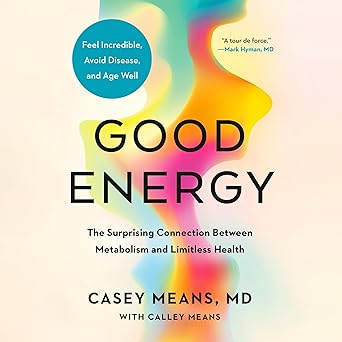 Feel Incredible,
Avoid Disease,
and Age Well
"A tour de force."
—Mark Hyman, MD
GOOD
ENERGY
The Surprising Connection Between
Metabolism and Limitless Health
CASEY MEANS, MD
WITH CALLEY MEANS